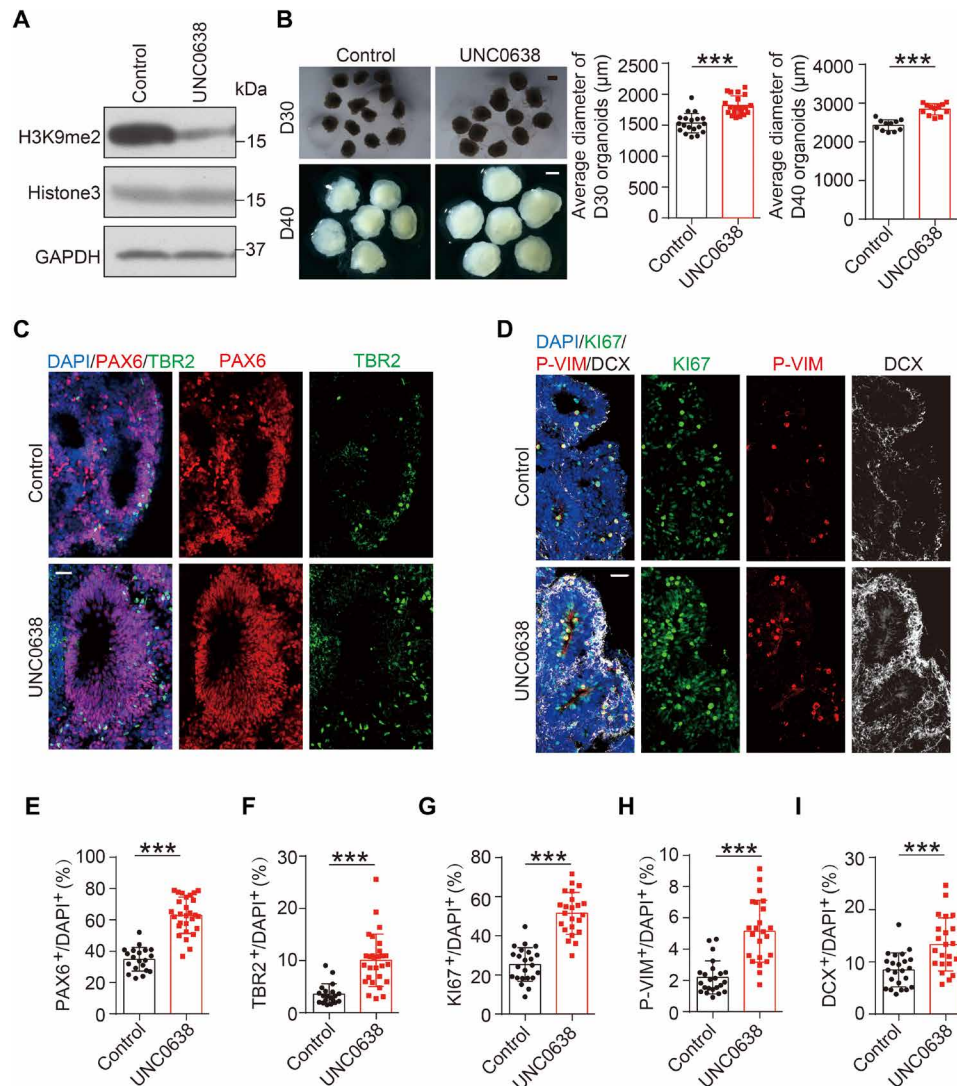 A
Control
UNC0638
kDa
H3K9me2
-15
Histone3
-15
GAPDH
-37
B
Control
UNC0638
D30
D40
Average diameter of
D30 organoids (μm)
2500
2000
1500
1000
500
0
***
Control
UNC0638
Average diameter of
D40 organoids (μm)
4000
3000
2000
1000
0
***
Control
UNC0638
C
DAPI/PAX6/TBR2
PAX6
TBR2
Control
UNC0638
D
DAPI/KI67/
P-VIM/DCX
KI67
P-VIM
DCX
Control
UNC0638
E
PAX6⁺/DAPI⁺ (%)
100
80
60
40
20
0
***
Control
UNC0638
F
TBR2⁺/DAPI⁺ (%)
30
20
10
0
***
Control
UNC0638
G
KI67⁺/DAPI⁺ (%)
80
60
40
20
0
***
Control
UNC0638
H
P-VIM⁺/DAPI⁺ (%)
10
8
6
4
2
0
***
Control
UNC0638
I
DCX⁺/DAPI⁺ (%)
30
20
10
0
***
Control
UNC0638